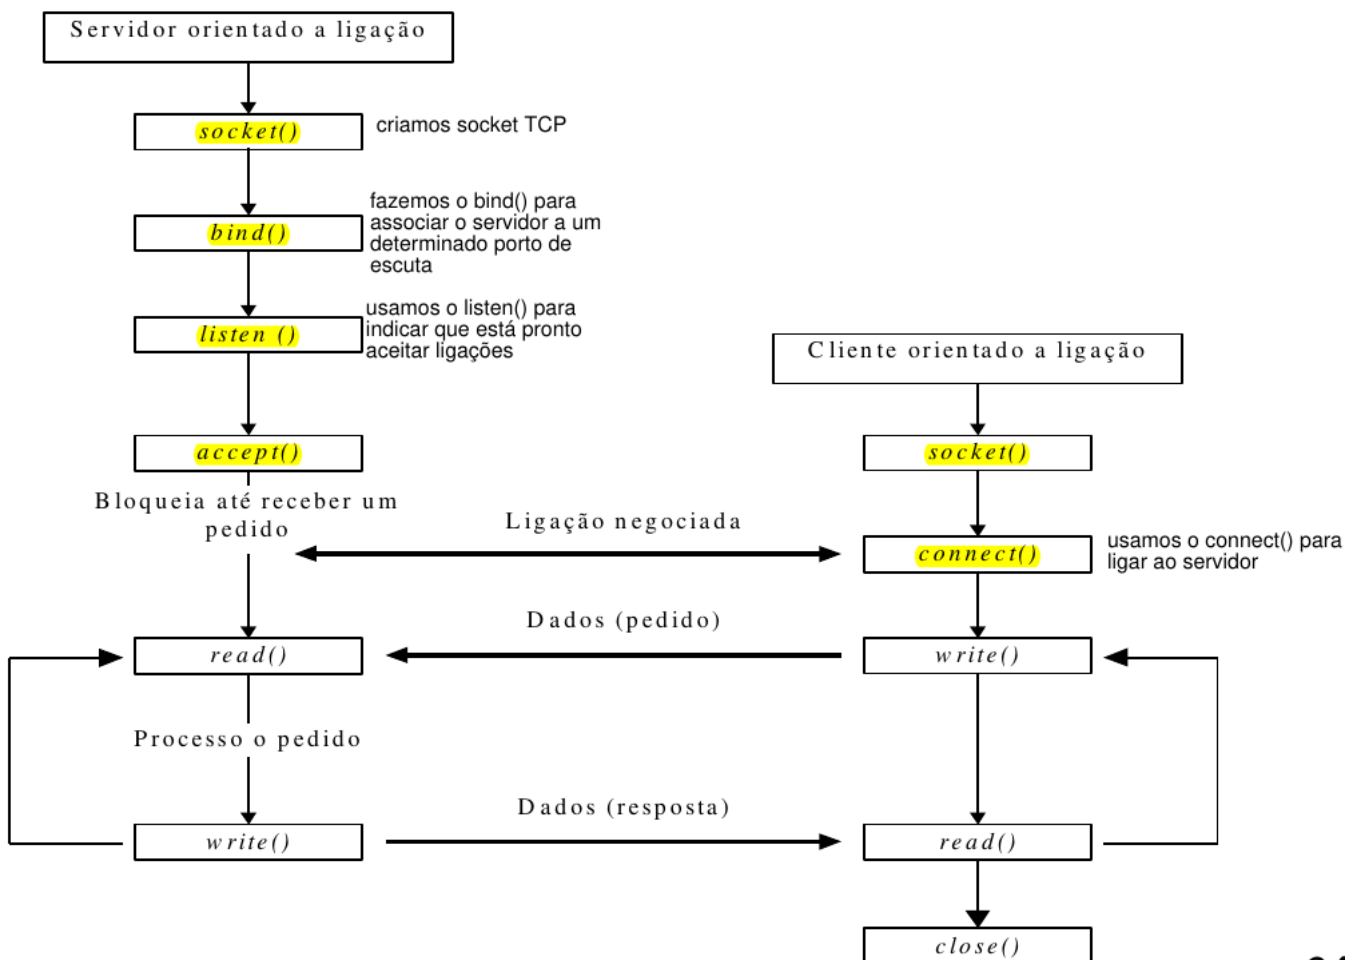 Servidor orientado a ligação
socket()
criamos socket TCP
bind()
fazemos o bind() para
associar o servidor a um
determinado porto de
escuta
listen ()
usamos o listen() para
indicar que está pronto
aceitar ligações
Cliente orientado a ligação
accept()
socket()
Bloqueia até receber um
pedido
Ligação negociada
connect()
usamos o connect() para
ligar ao servidor
Dados (pedido)
read()
write()
Processo o pedido
Dados (resposta)
write()
read()
close()